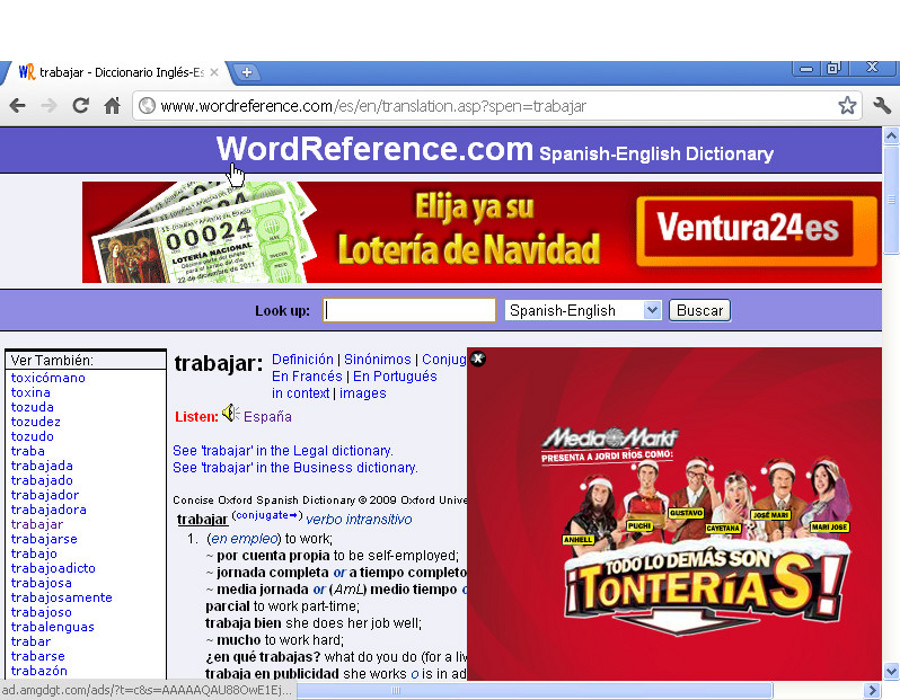 trabajar - Diccionario Inglés-Es
www.wordreference.com/es/en/translation.asp?spen=trabajar
WordReference.com Spanish-English Dictionary
00024
LOTERÍA NACIONAL
22 de diciembre de 2011
Elija ya su
Lotería de Navidad
Ventura24.es
Look up: Spanish-English Buscar
Ver También:
toxicómano
toxina
tozuda
tozudez
tozudo
traba
trabajada
trabajado
trabajador
trabajadora
trabajar
trabajarse
trabajo
trabajoadicto
trabajosa
trabajosamente
trabajoso
trabalenguas
trabar
trabarse
trabazón
trabajar: Definición | Sinónimos | Conjug
En Francés | En Portugués
in context | images
Listen: España
See 'trabajar' in the Legal dictionary.
See 'trabajar' in the Business dictionary.
Concise Oxford Spanish Dictionary © 2009 Oxford Unive
trabajar (conjugate➞) verbo intransitivo
1. (en empleo) to work;
~ por cuenta propia to be self-employed;
~ jornada completa or a tiempo completo
~ media jornada or (AmL) medio tiempo o
parcial to work part-time;
trabaja bien she does her job well;
~ mucho to work hard;
¿en qué trabajas? what do you do (for a liv
trabaja en publicidad she works o is in ad
Media Markt
PRESENTA A JORDI RÍOS COMO:
ANHELL
PUCHI
GUSTAVO
CAYETANA
JOSÉ MARI
MARI JOSE
TODO LO DEMÁS SON
¡TONTERÍAS!
ad.amgdgt.com/ads/?t=c&s=AAAAAQAU88OwE1Ej...